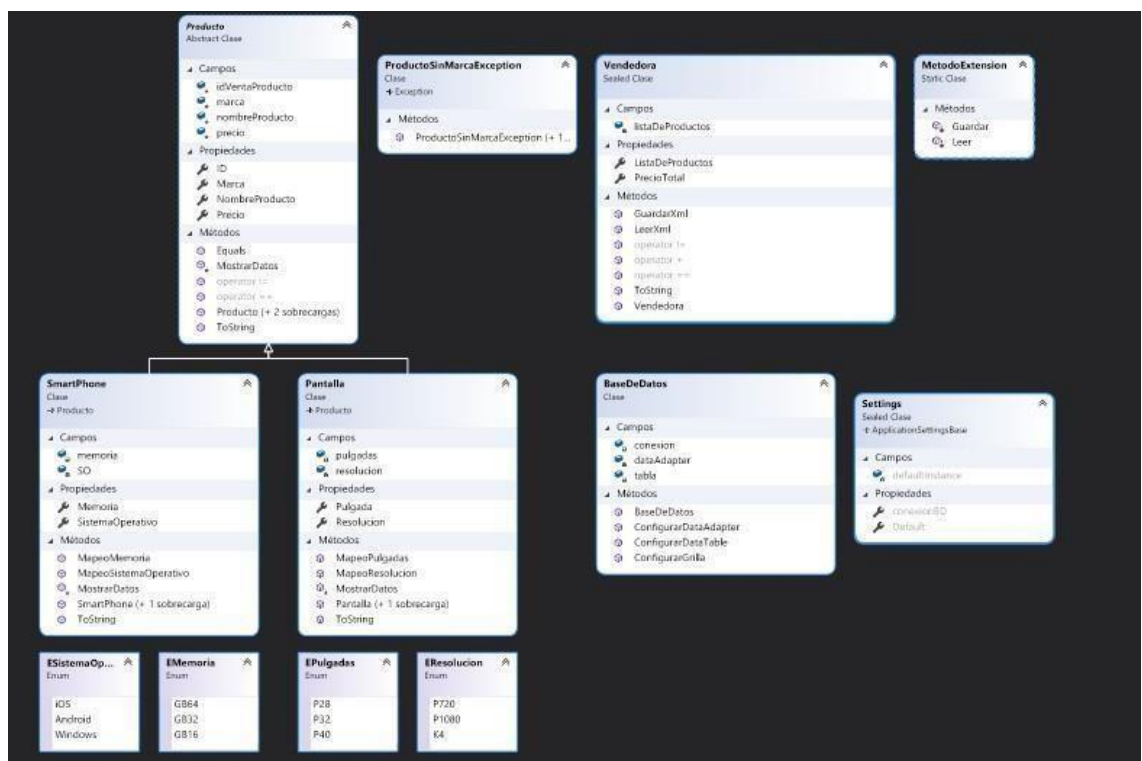 Producto
Abstract Clase
Campos
idVentaProducto
marca
nombreProducto
precio
Propiedades
ID
Marca
NombreProducto
Precio
Métodos
Equals
MostrarDatos
operator !=
operator ==
Producto (+ 2 sobrecargas)
ToString
ProductoSinMarcaException
Clase
Exception
Métodos
ProductoSinMarcaException (+ 1...
Vendedora
Sealed Clase
Campos
listaDeProductos
Propiedades
ListaDeProductos
PrecioTotal
Métodos
GuardarXml
LeerXml
operator !=
operator +
operator ==
ToString
Vendedora
MetodoExtension
Static Clase
Métodos
Guardar
Leer
SmartPhone
Clase
Producto
Campos
memoria
SO
Propiedades
Memoria
SistemaOperativo
Métodos
MapeoMemoria
MapeoSistemaOperativo
MostrarDatos
SmartPhone (+ 1 sobrecarga)
ToString
Pantalla
Clase
Producto
Campos
pulgadas
resolucion
Propiedades
Pulgada
Resolucion
Métodos
MapeoPulgadas
MapeoResolucion
MostrarDatos
Pantalla (+ 1 sobrecarga)
ToString
BaseDeDatos
Clase
Campos
conexion
dataAdapter
tabla
Métodos
BaseDeDatos
ConfigurarDataAdapter
ConfigurarDataTable
ConfigurarGrilla
Settings
Sealed Clase
ApplicationSettingsBase
Campos
defaultInstance
Propiedades
conexionBD
Default
ESistemaOp...
Enum
iOS
Android
Windows
EMemoria
Enum
GB64
GB32
GB16
EPulgadas
Enum
P28
P32
P40
EResolucion
Enum
P720
P1080
K4